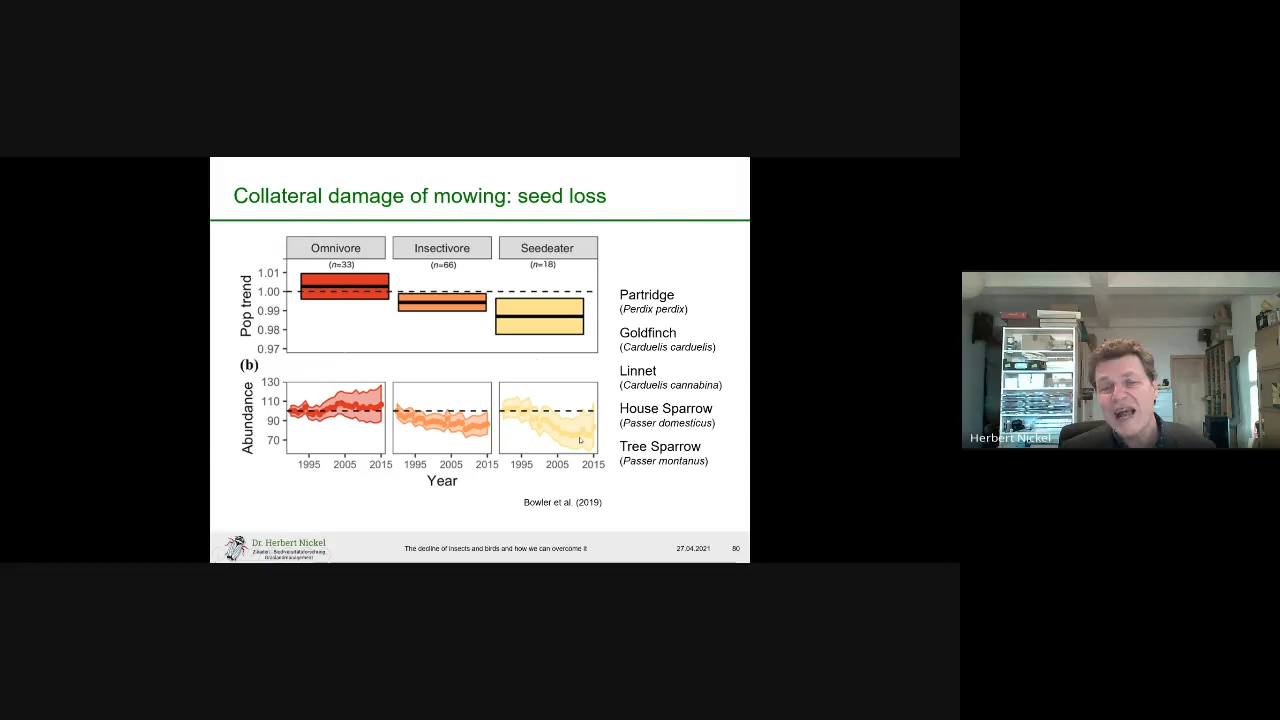 Collateral damage of mowing: seed loss
Omnivore
Insectivore
Seedeater
(n=33)
(n=66)
(n=18)
Pop trend
1.01
1.00
0.99
0.98
0.97
(b)
Abundance
130
110
90
70
1995 2005 2015
1995 2005 2015
1995 2005 2015
Year
Partridge
(Perdix perdix)
Goldfinch
(Carduelis carduelis)
Linnet
(Carduelis cannabina)
House Sparrow
(Passer domesticus)
Tree Sparrow
(Passer montanus)
Bowler et al. (2019)
Dr. Herbert Nickel
Zikaden - Biodiversitätsforschung
Graslandmanagement
The decline of insects and birds and how we can overcome it
27.04.2021
80
Herbert Nickel